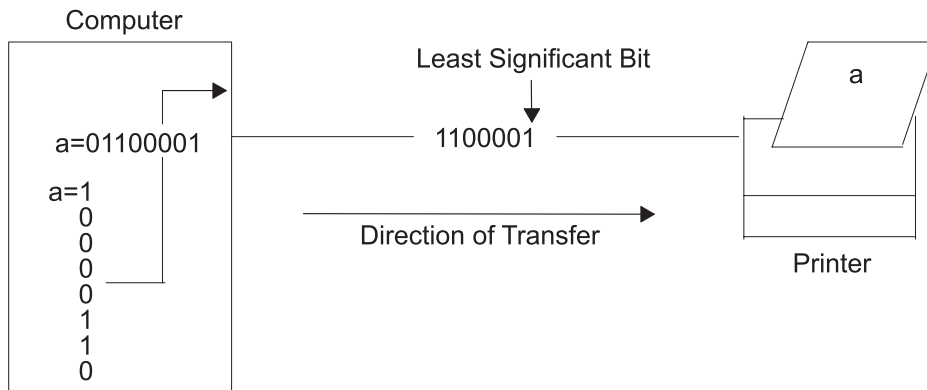 Computer
Least Significant Bit
a
a=01100001
1100001
a=1
0
0
0
0
1
1
0
Direction of Transfer
Printer